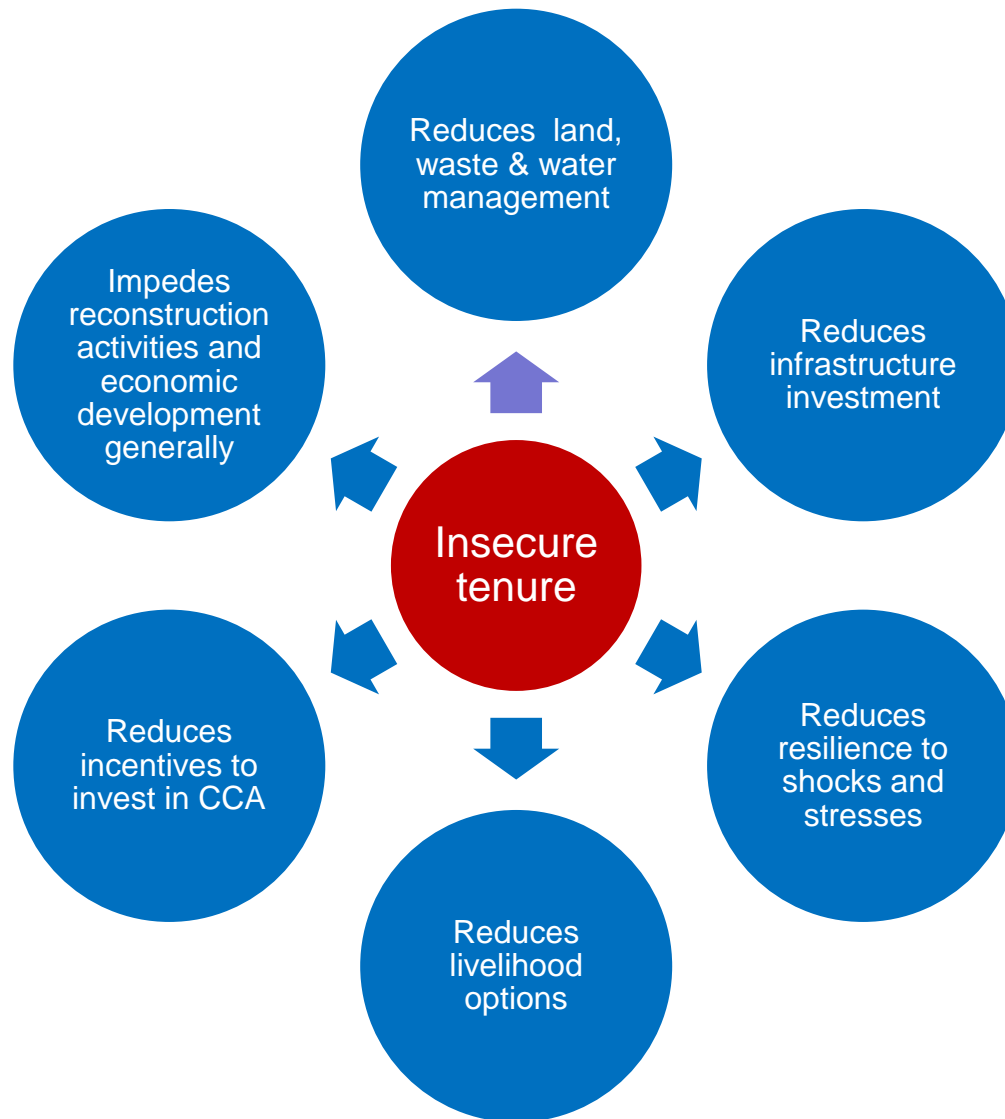 Reduces land,
waste & water
management
Impedes
reconstruction
activities and
economic
development
generally
Reduces
infrastructure
investment
Insecure
tenure
Reduces
incentives to
invest in CCA
Reduces
resilience to
shocks and
stresses
Reduces
livelihood
options